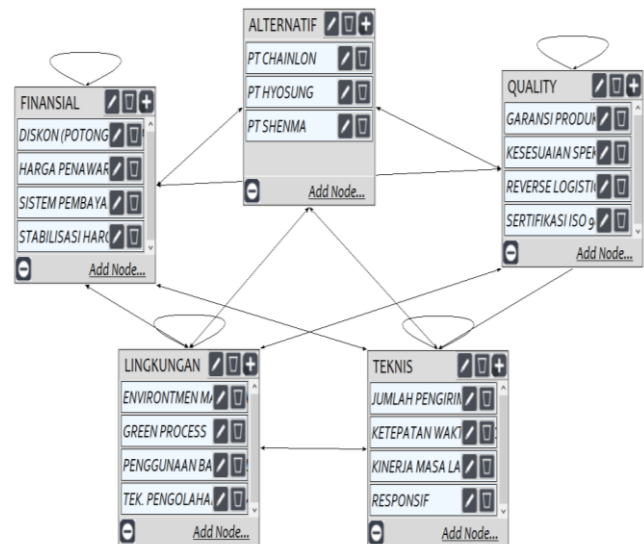 ALTERNATIF
PT CHAINLON
PT HYOSUNG
PT SHENMA
Add Node...
FINANSIAL
DISKON (POTONG
HARGA PENAWAR
SISTEM PEMBAYA
STABILISASI HARG
Add Node...
QUALITY
GARANSI PRODUK
KESESUAIAN SPEK
REVERSE LOGISTI
SERTIFIKASI ISO 9
Add Node...
LINGKUNGAN
ENVIRONTMEN MA
GREEN PROCESS
PENGGUNAAN BA
TEK. PENGOLAHA
Add Node...
TEKNIS
JUMLAH PENGIRIM
KETEPATAN WAKT
KINERJA MASA LA
RESPONSIF
Add Node...